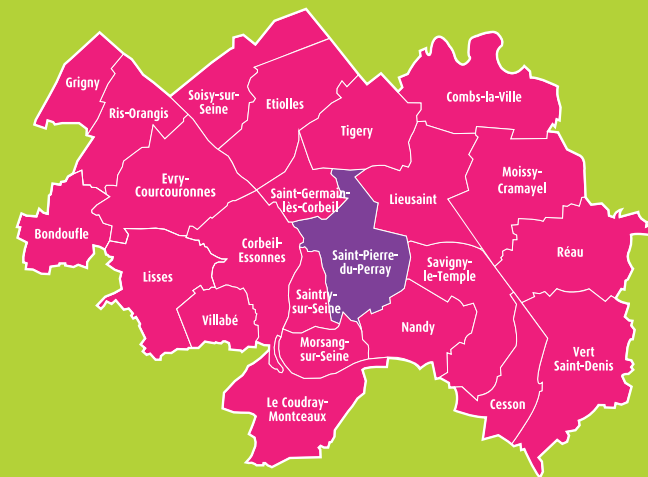 Grigny
Ris-Orangis
Soisy-sur-
Seine
Etiolles
Tigery
Combs-la-Ville
Evry-
Courcouronnes
Saint-Germain-
lès-Corbeil
Lieusaint
Moissy-
Cramayel
Bondoufle
Lisses
Corbeil-
Essonnes
Saint-Pierre-
du-Perray
Savigny-
le-Temple
Réau
Villabé
Saintry-
sur-Seine
Morsang-
sur-Seine
Nandy
Vert
Saint-Denis
Le Coudray-
Montceaux
Cesson